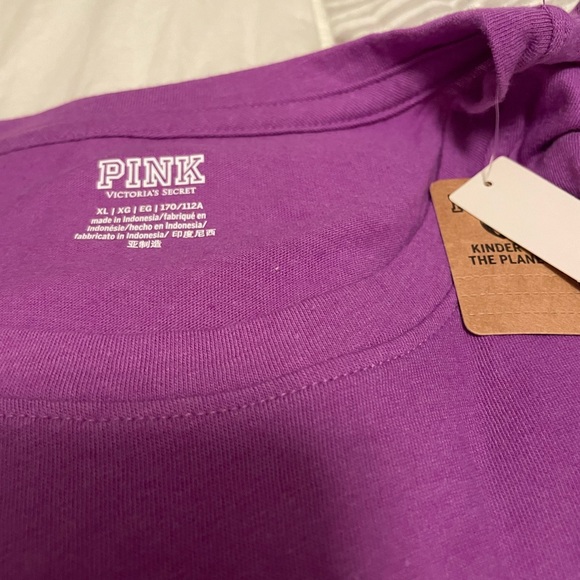 PINK
VICTORIA'S SECRET
XL | XG | EG | 170/112A
made in Indonesia/fabriqué en
Indonésie/hecho en Indonesia/
fabbricato in Indonesia/ 印度尼西
亚制造
KINDER
THE PLANE